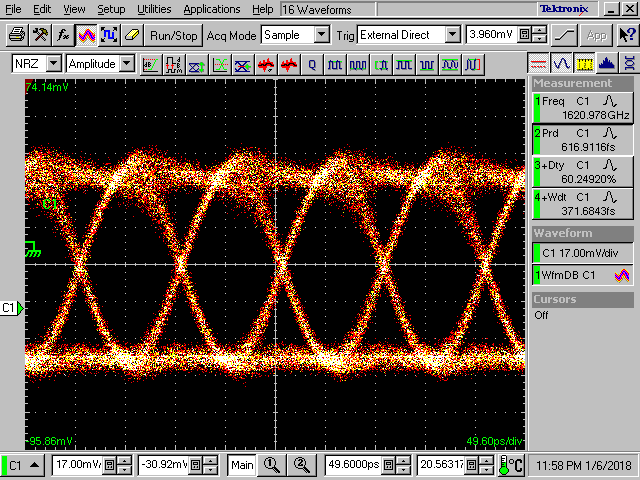 File Edit View Setup Utilities Applications Help 16 Waveforms Tektronix
Run/Stop Acq Mode Sample Trig External Direct 3.960mV App
NRZ Amplitude
74.14mV
C1
C1
-95.86mV 49.60ps/div
Measurement
1 Freq C1
1620.978GHz
2 Prd C1
616.9116fs
3 +Dty C1
60.24920%
4 +Wdt C1
371.6843fs
Waveform
C1 17.00mV/div
1 WfmDB C1
Cursors
Off
C1 17.00mV -30.92mV Main 1 2 49.6000ps 20.56317 °C 11:58 PM 1/6/2018